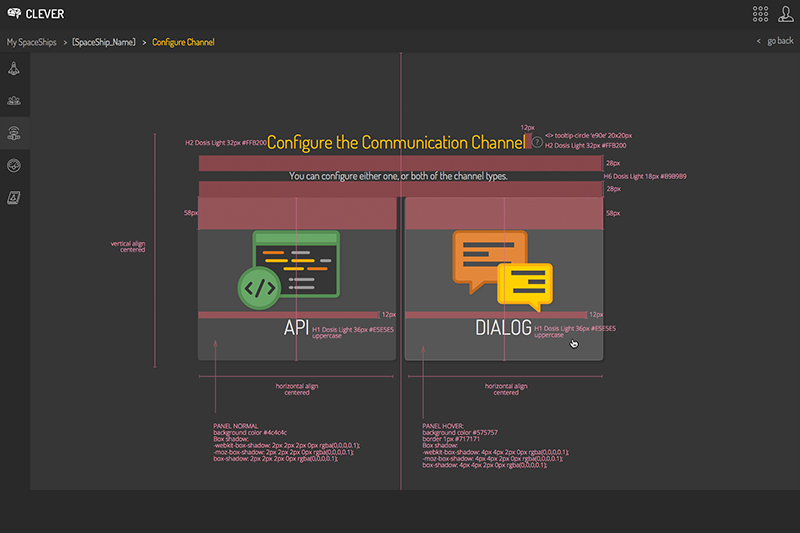 CLEVER
My SpaceShips > [SpaceShip_Name] > Configure Channel
< go back
12px
<i> tooltip-circle 'e90e' 20x20px
H2 Dosis Light 32px #FFB200
Configure the Communication Channel
?
H2 Dosis Light 32px #FFB200
28px
You can configure either one, or both of the channel types.
H6 Dosis Light 18px #B9B9B9
28px
58px
58px
vertical align
centered
</>
12px
12px
API
H1 Dosis Light 36px #E5E5E5
uppercase
DIALOG
H1 Dosis Light 36px #E5E5E5
uppercase
horizontal align
centered
horizontal align
centered
PANEL NORMAL
background color #4c4c4c
Box shadow:
-webkit-box-shadow: 2px 2px 2px 0px rgba(0,0,0,0.1);
-moz-box-shadow: 2px 2px 2px 0px rgba(0,0,0,0.1);
box-shadow: 2px 2px 2px 0px rgba(0,0,0,0.1);
PANEL HOVER:
background color #575757
border 1px #717171
Box shadow:
-webkit-box-shadow: 4px 4px 2px 0px rgba(0,0,0,0.1);
-moz-box-shadow: 4px 4px 2px 0px rgba(0,0,0,0.1);
box-shadow: 4px 4px 2px 0px rgba(0,0,0,0.1);